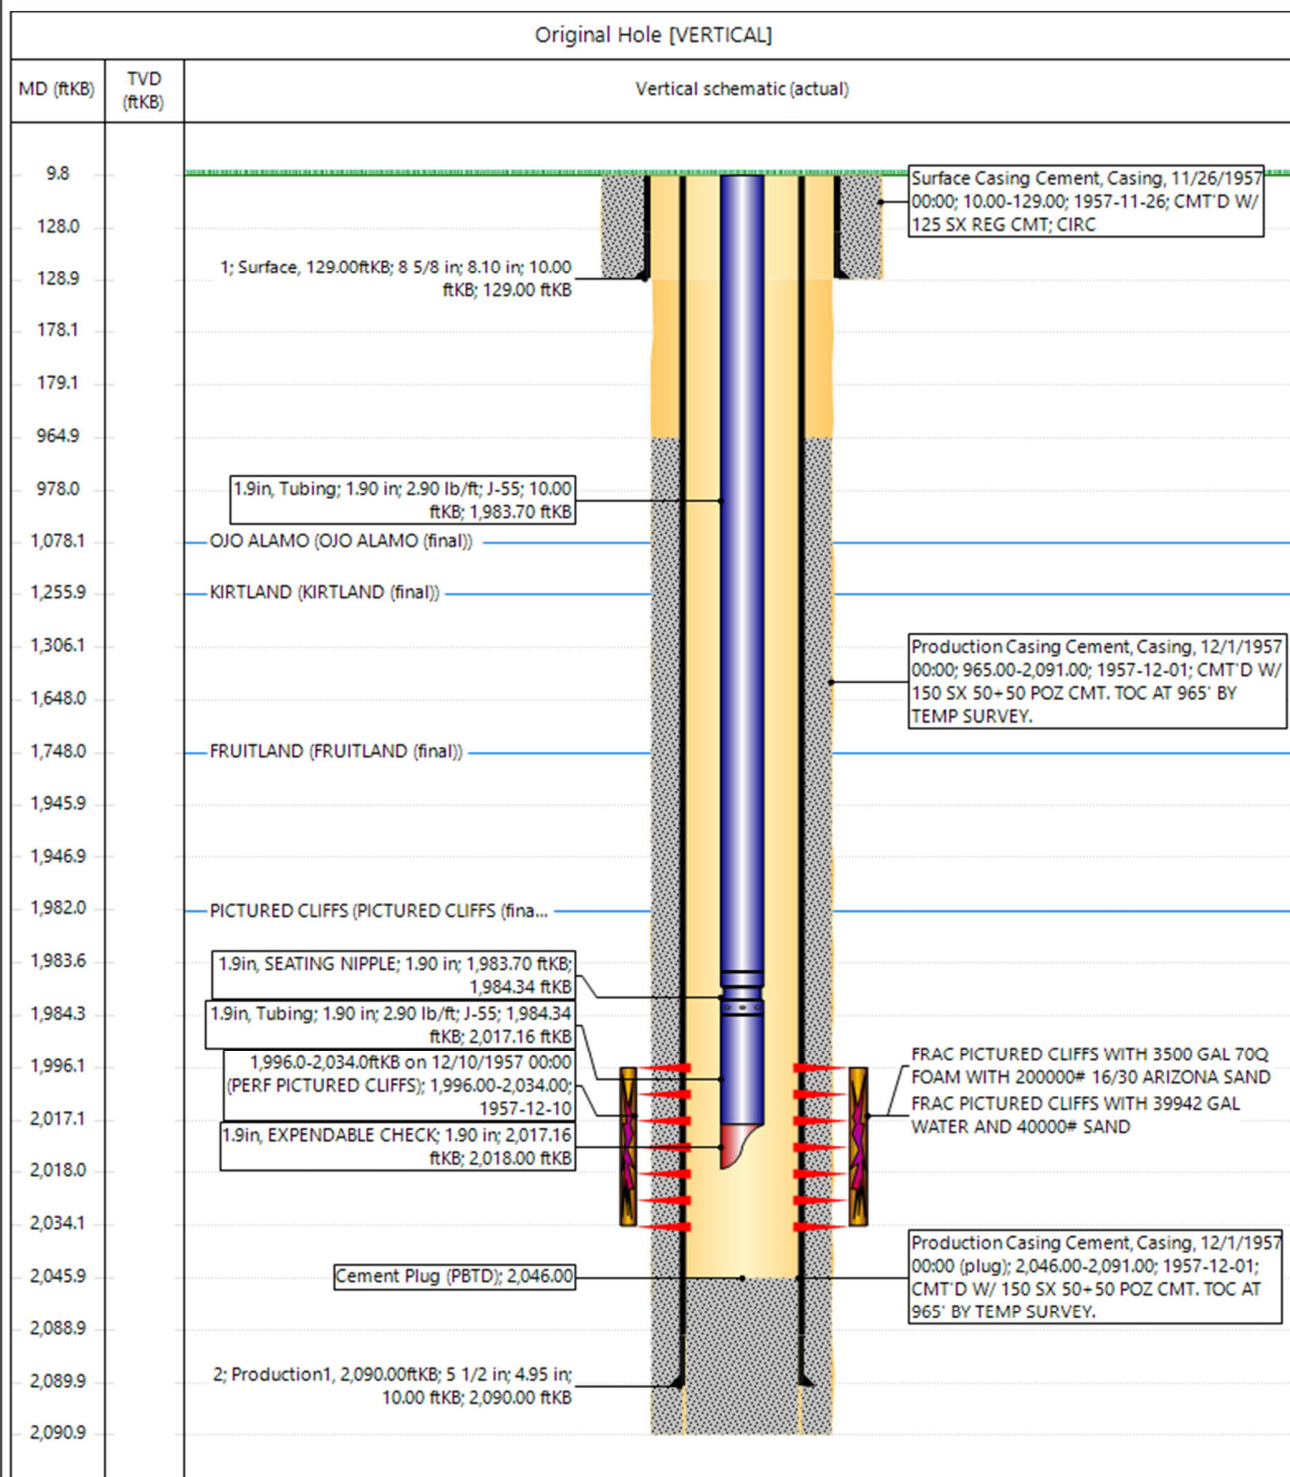 Original Hole [VERTICAL]
MD (ftKB)
TVD
(ftKB)
Vertical schematic (actual)
9.8
128.0
128.9
178.1
179.1
964.9
978.0
1,078.1
1,255.9
1,306.1
1,648.0
1,748.0
1,945.9
1,946.9
1,982.0
1,983.6
1,984.3
1,996.1
2,017.1
2,018.0
2,034.1
2,045.9
2,088.9
2,089.9
2,090.9
Surface Casing Cement, Casing, 11/26/1957
00:00; 10.00-129.00; 1957-11-26; CMT'D W/
125 SX REG CMT; CIRC
1; Surface, 129.00ftKB; 8 5/8 in; 8.10 in; 10.00
ftKB; 129.00 ftKB
1.9in, Tubing; 1.90 in; 2.90 lb/ft; J-55; 10.00
ftKB; 1,983.70 ftKB
OJO ALAMO (OJO ALAMO (final))
KIRTLAND (KIRTLAND (final))
Production Casing Cement, Casing, 12/1/1957
00:00; 965.00-2,091.00; 1957-12-01; CMT'D W/
150 SX 50+50 POZ CMT. TOC AT 965' BY
TEMP SURVEY.
FRUITLAND (FRUITLAND (final))
PICTURED CLIFFS (PICTURED CLIFFS (fina...
1.9in, SEATING NIPPLE; 1.90 in; 1,983.70 ftKB;
1,984.34 ftKB
1.9in, Tubing; 1.90 in; 2.90 lb/ft; J-55; 1,984.34
ftKB; 2,017.16 ftKB
1,996.0-2,034.0ftKB on 12/10/1957 00:00
(PERF PICTURED CLIFFS); 1,996.00-2,034.00;
1957-12-10
1.9in, EXPENDABLE CHECK; 1.90 in; 2,017.16
ftKB; 2,018.00 ftKB
FRAC PICTURED CLIFFS WITH 3500 GAL 70Q
FOAM WITH 200000# 16/30 ARIZONA SAND
FRAC PICTURED CLIFFS WITH 39942 GAL
WATER AND 40000# SAND
Cement Plug (PBTD); 2,046.00
Production Casing Cement, Casing, 12/1/1957
00:00 (plug); 2,046.00-2,091.00; 1957-12-01;
CMT'D W/ 150 SX 50+50 POZ CMT. TOC AT
965' BY TEMP SURVEY.
2; Production1, 2,090.00ftKB; 5 1/2 in; 4.95 in;
10.00 ftKB; 2,090.00 ftKB